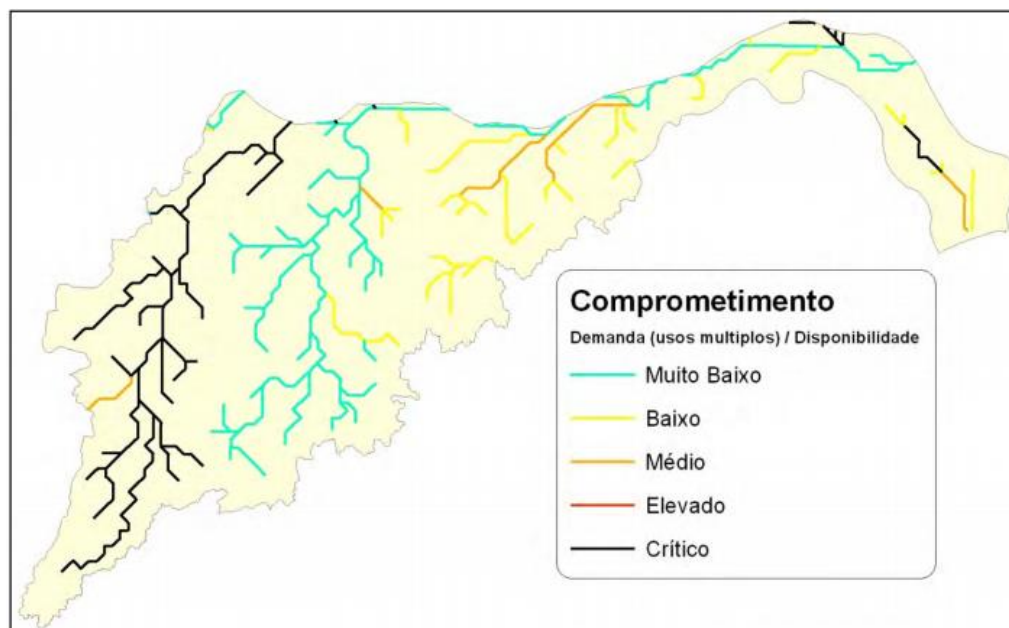 Comprometimento
Demanda (usos multiplos) / Disponibilidade
Muito Baixo
Baixo
Médio
Elevado
Crítico